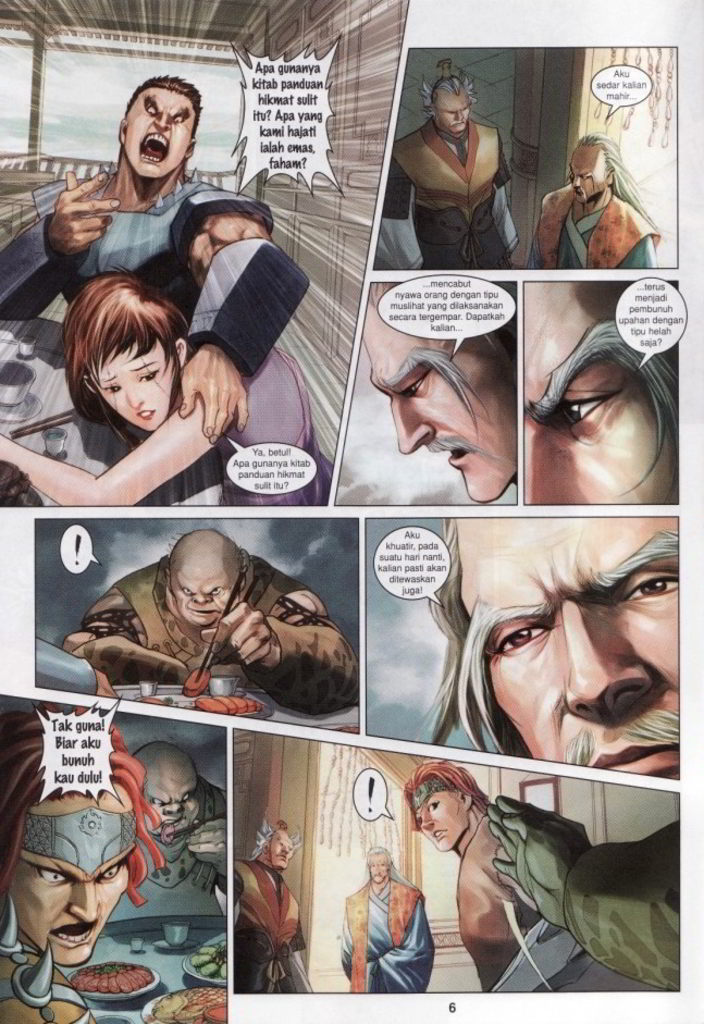 Apa gunanya
kitab panduan
hikmat sulit
itu? Apa yang
kami hajati
ialah emas,
faham?
Ya, betul!
Apa gunanya kitab
panduan hikmat
sulit itu?
Aku
sedar kalian
mahir...
...mencabut
nyawa orang dengan tipu
muslihat yang dilaksanakan
secara tergempar. Dapatkah
kalian...
...terus
menjadi
pembunuh
upahan dengan
tipu helah
saja?
!
Aku
khuatir, pada
suatu hari nanti,
kalian pasti akan
ditewaskan
juga!
Tak guna!
Biar aku
bunuh
kau dulu!
!
6